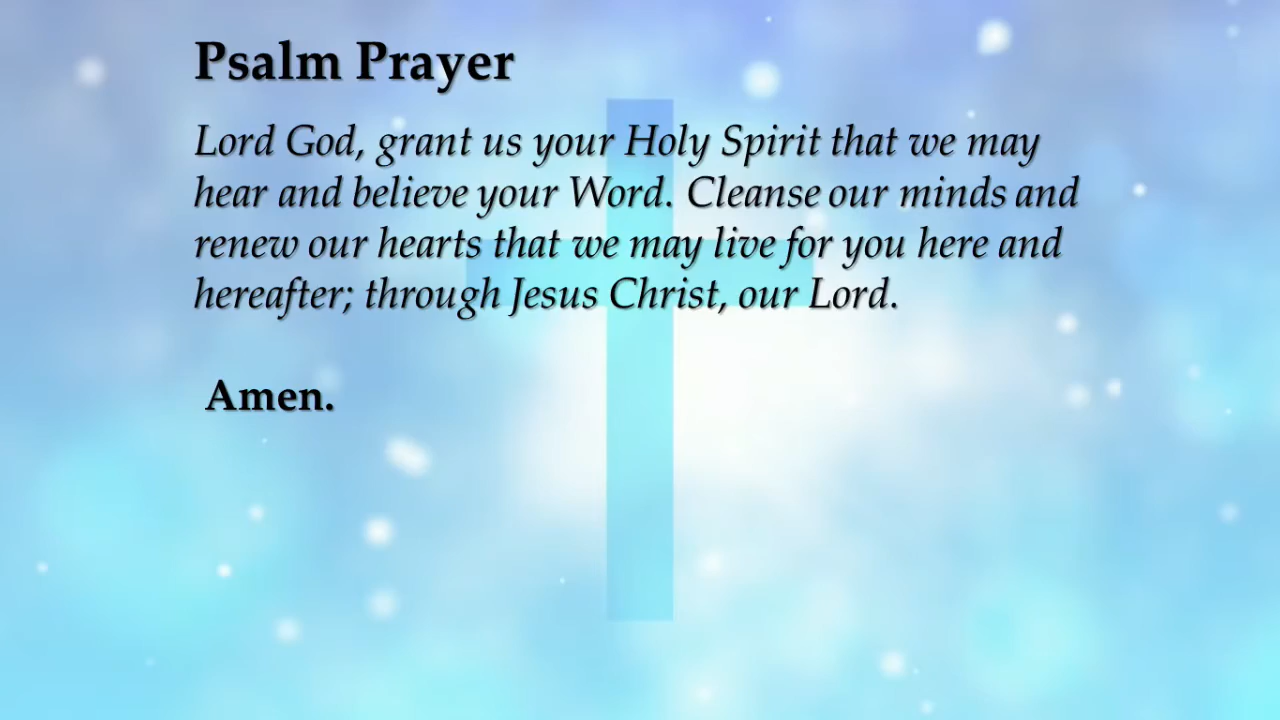 Psalm Prayer
Lord God, grant us your Holy Spirit that we may
hear and believe your Word. Cleanse our minds and
renew our hearts that we may live for you here and
hereafter; through Jesus Christ, our Lord.
Amen.